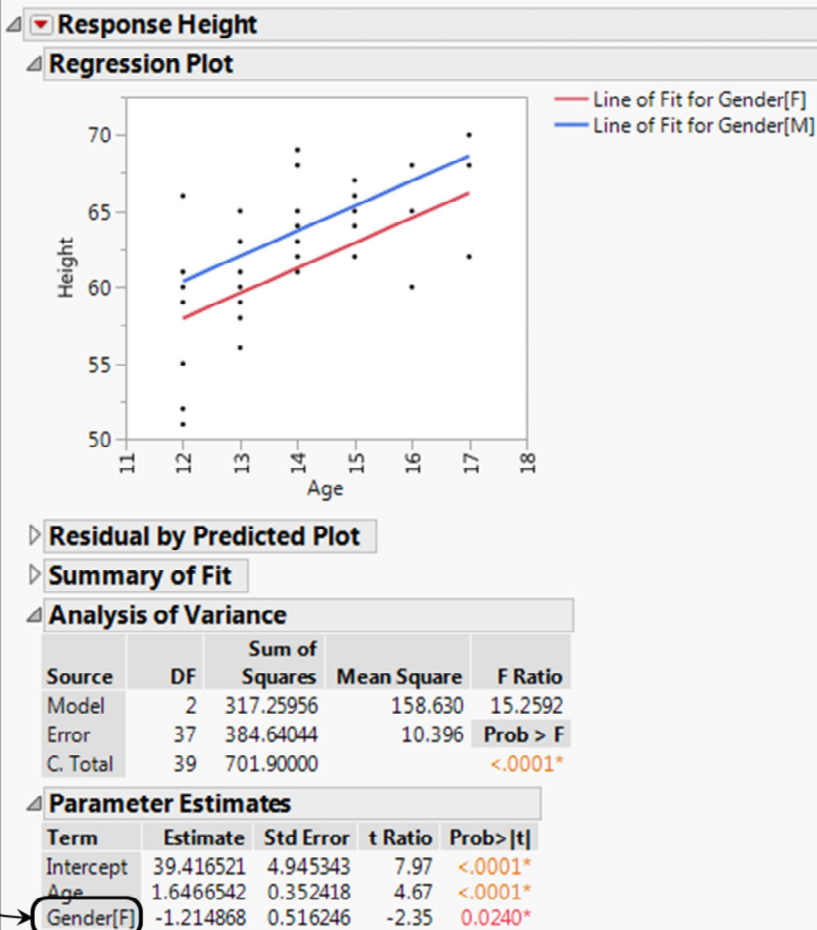 Response Height
Regression Plot
Line of Fit for Gender[F]
Line of Fit for Gender[M]
70
65
60
55
50
Height
11 12 13 14 15 16 17 18
Age
Residual by Predicted Plot
Summary of Fit
Analysis of Variance
Sum of
Source DF Squares Mean Square F Ratio
Model 2 317.25956 158.630 15.2592
Error 37 384.64044 10.396 Prob > F
C. Total 39 701.90000 <.0001*
Parameter Estimates
Term Estimate Std Error t Ratio Prob>|t|
Intercept 39.416521 4.945343 7.97 <.0001*
Age 1.6466542 0.352418 4.67 <.0001*
Gender[F] -1.214868 0.516246 -2.35 0.0240*